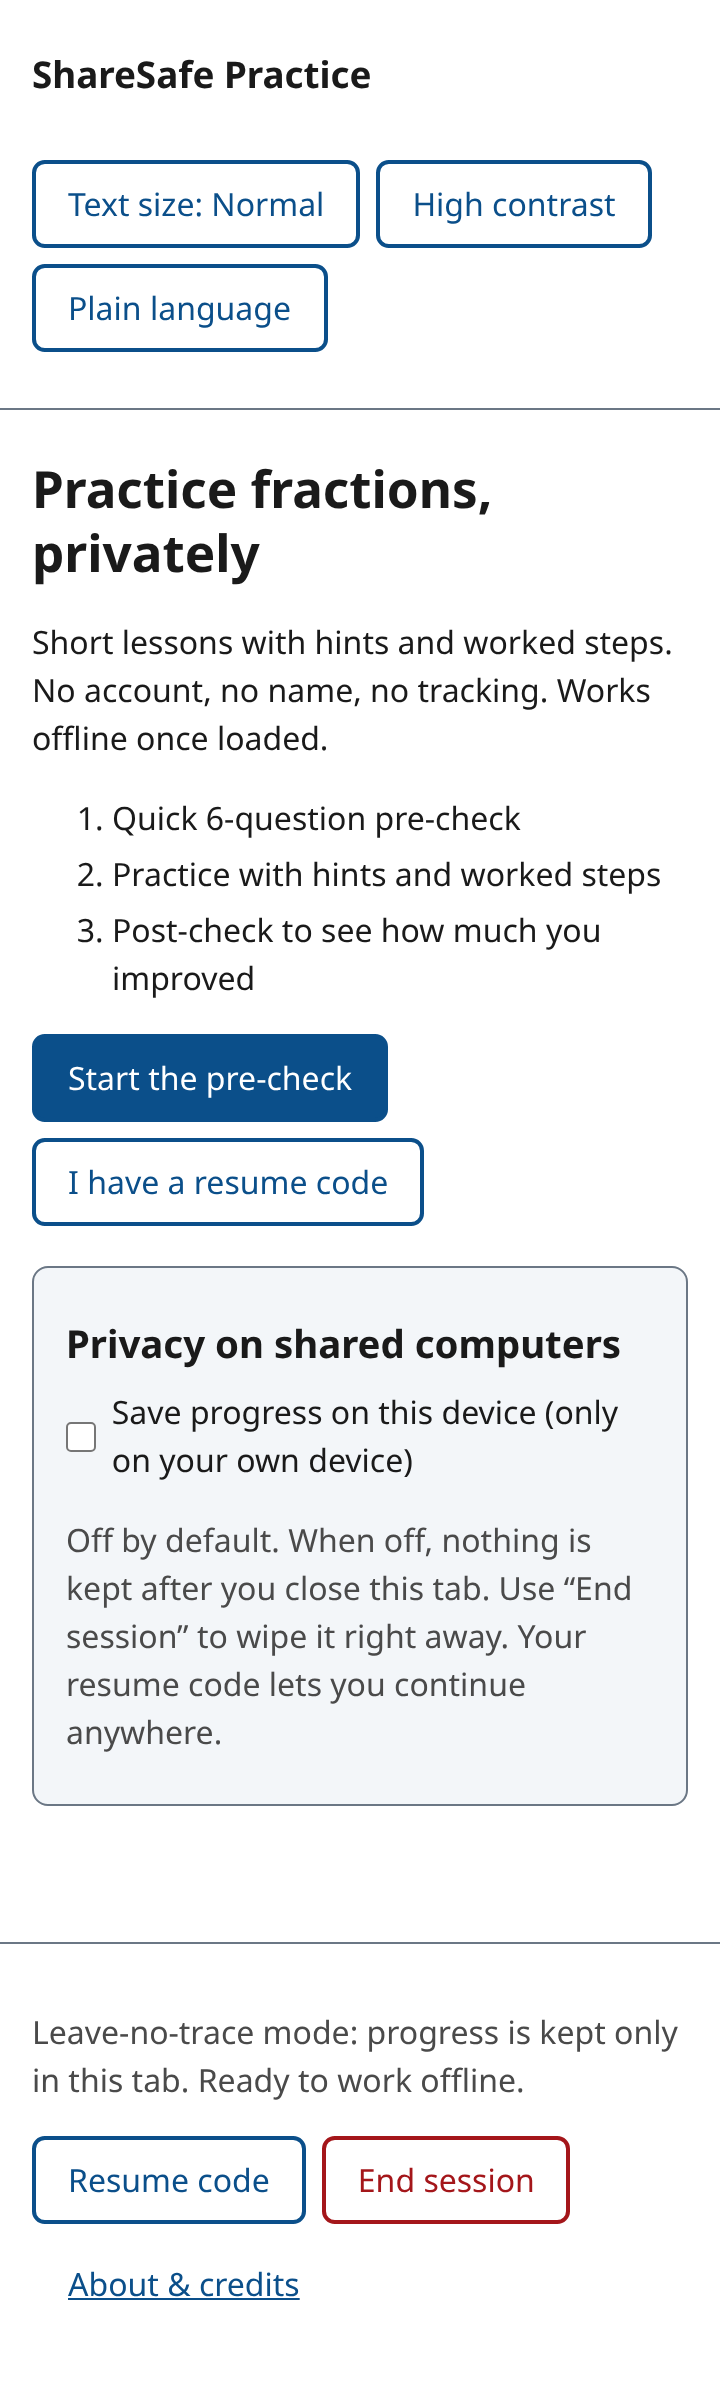 ShareSafe Practice
Text size: Normal
High contrast
Plain language
Practice fractions,
privately
Short lessons with hints and worked steps.
No account, no name, no tracking. Works
offline once loaded.
1. Quick 6-question pre-check
2. Practice with hints and worked steps
3. Post-check to see how much you
improved
Start the pre-check
I have a resume code
Privacy on shared computers
Save progress on this device (only
on your own device)
Off by default. When off, nothing is
kept after you close this tab. Use “End
session” to wipe it right away. Your
resume code lets you continue
anywhere.
Leave-no-trace mode: progress is kept only
in this tab. Ready to work offline.
Resume code
End session
About & credits